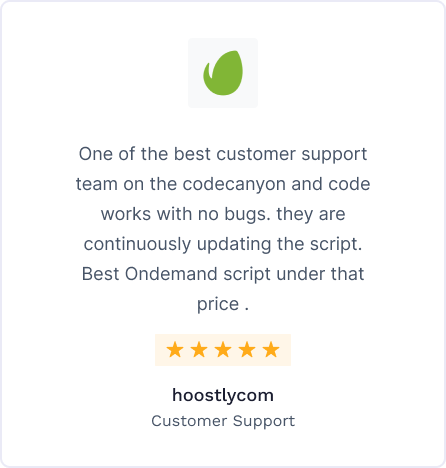 One of the best customer support
team on the codecanyon and code
works with no bugs. they are
continuously updating the script.
Best Ondemand script under that
price .
hoostlycom
Customer Support